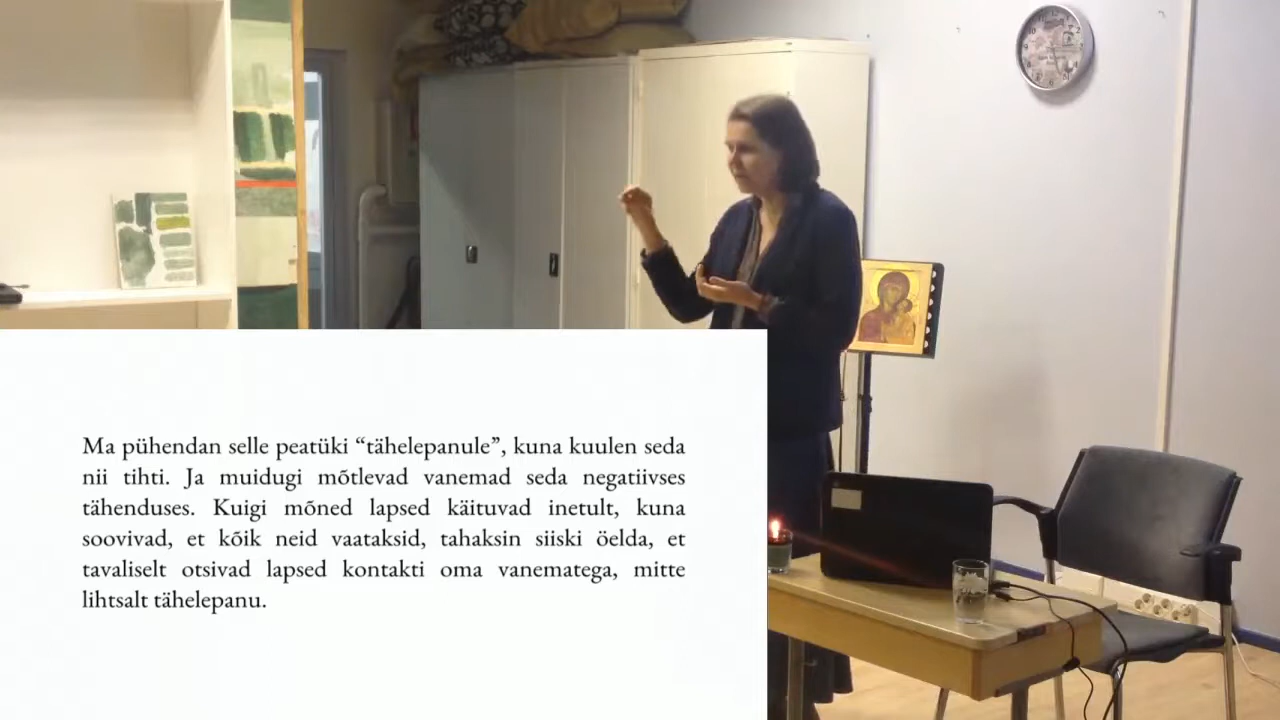 Ma pühendan selle peatüki “tähelepanule”, kuna kuulen seda
nii tihti. Ja muidugi mõtlevad vanemad seda negatiivses
tähenduses. Kuigi mõned lapsed käituvad inetult, kuna
soovivad, et kõik neid vaataksid, tahaksin siiski öelda, et
tavaliselt otsivad lapsed kontakti oma vanematega, mitte
lihtsalt tähelepanu.